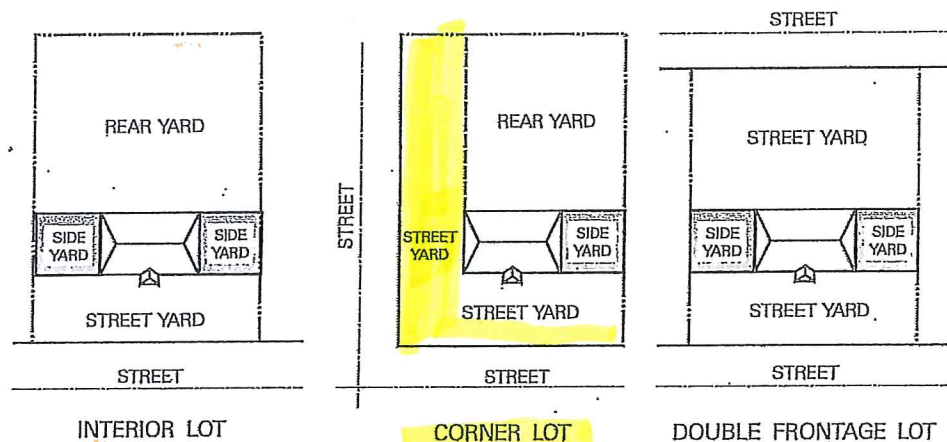 REAR YARD
SIDE
YARD
SIDE
YARD
STREET YARD
STREET
INTERIOR LOT
STREET
REAR YARD
STREET
YARD
SIDE
YARD
STREET YARD
STREET
CORNER LOT
STREET
STREET YARD
SIDE
YARD
SIDE
YARD
STREET YARD
STREET
DOUBLE FRONTAGE LOT